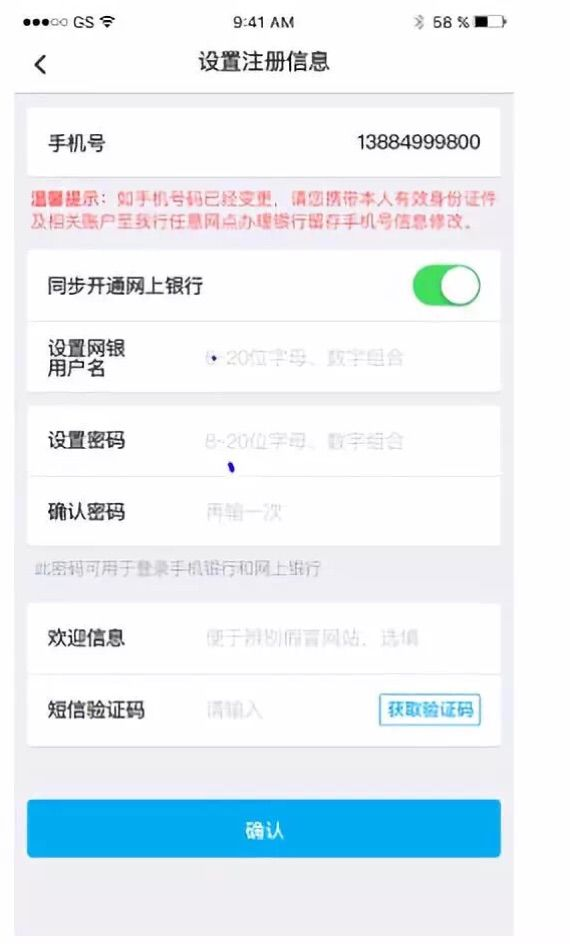 GS 9:41 AM 58 %
设置注册信息
手机号 13884999800
温馨提示：如手机号码已经变更，请您携带本人有效身份证件
及相关账户至我行任意网点办理银行留存手机号信息修改。
同步开通网上银行
设置网银
用户名
-20位字母、数字组合
设置密码 8-20位字母、数字组合
确认密码 再输一次
此密码可用于登录手机银行和网上银行
欢迎信息 便于辨别假冒网站，选填
短信验证码 请输入 获取验证码
确认